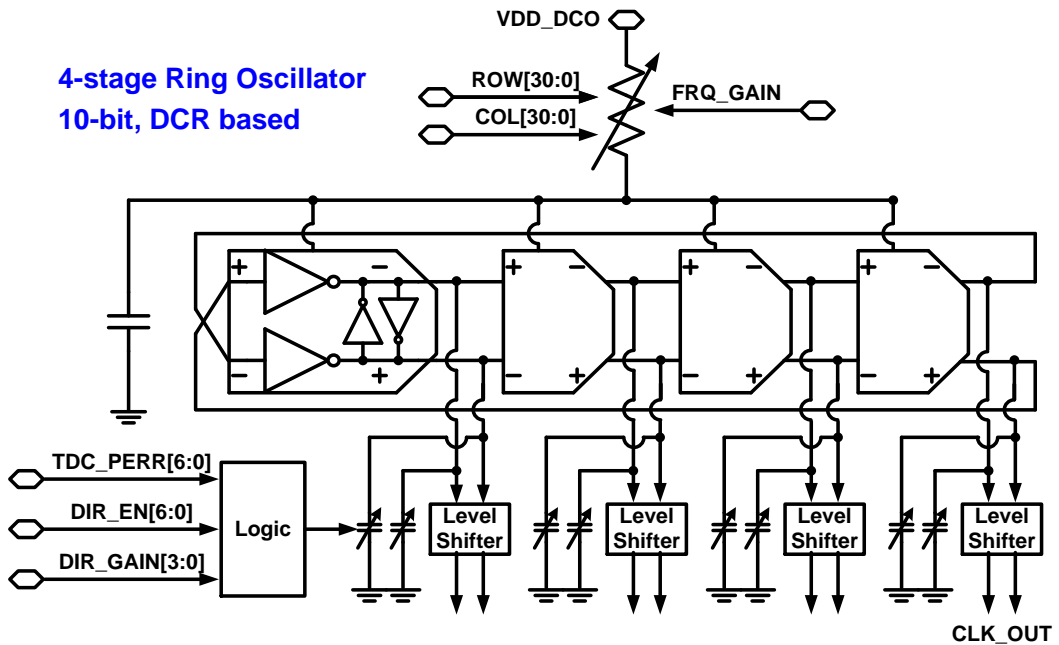 VDD_DCO
4-stage Ring Oscillator
10-bit, DCR based
ROW[30:0]
COL[30:0]
FRQ_GAIN
+ − + − + − + −
− + − + − + − +
TDC_PERR[6:0]
DIR_EN[6:0]
DIR_GAIN[3:0]
Logic
Level
Shifter
Level
Shifter
Level
Shifter
Level
Shifter
CLK_OUT